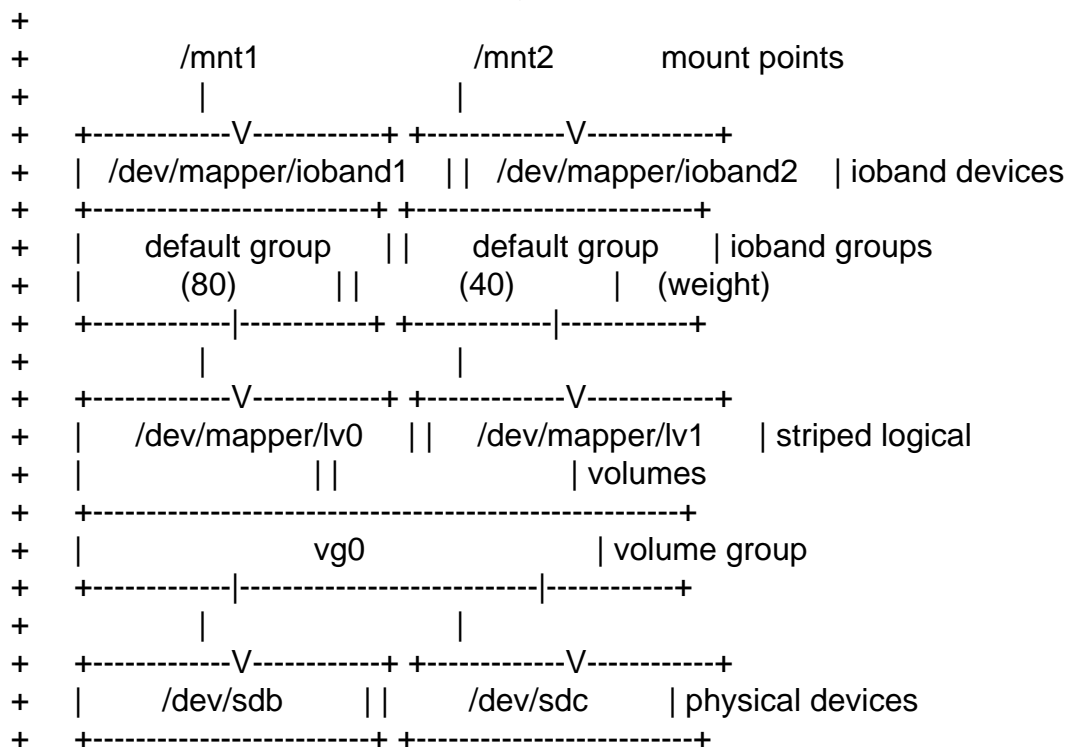 +
+ /mnt1 /mnt2 mount points
+ | |
+ +-------------V------------+ +-------------V------------+
+ | /dev/mapper/ioband1 | | /dev/mapper/ioband2 | ioband devices
+ +--------------------------+ +--------------------------+
+ | default group | | default group | ioband groups
+ | (80) | | (40) | (weight)
+ +-------------|------------+ +-------------|------------+
+ | |
+ +-------------V------------+ +-------------V------------+
+ | /dev/mapper/lv0 | | /dev/mapper/lv1 | striped logical
+ | | | | volumes
+ +-----------------------------------------------------+
+ | vg0 | volume group
+ +-------------|---------------------------|------------+
+ | |
+ +-------------V------------+ +-------------V------------+
+ | /dev/sdb | | /dev/sdc | physical devices
+ +--------------------------+ +--------------------------+